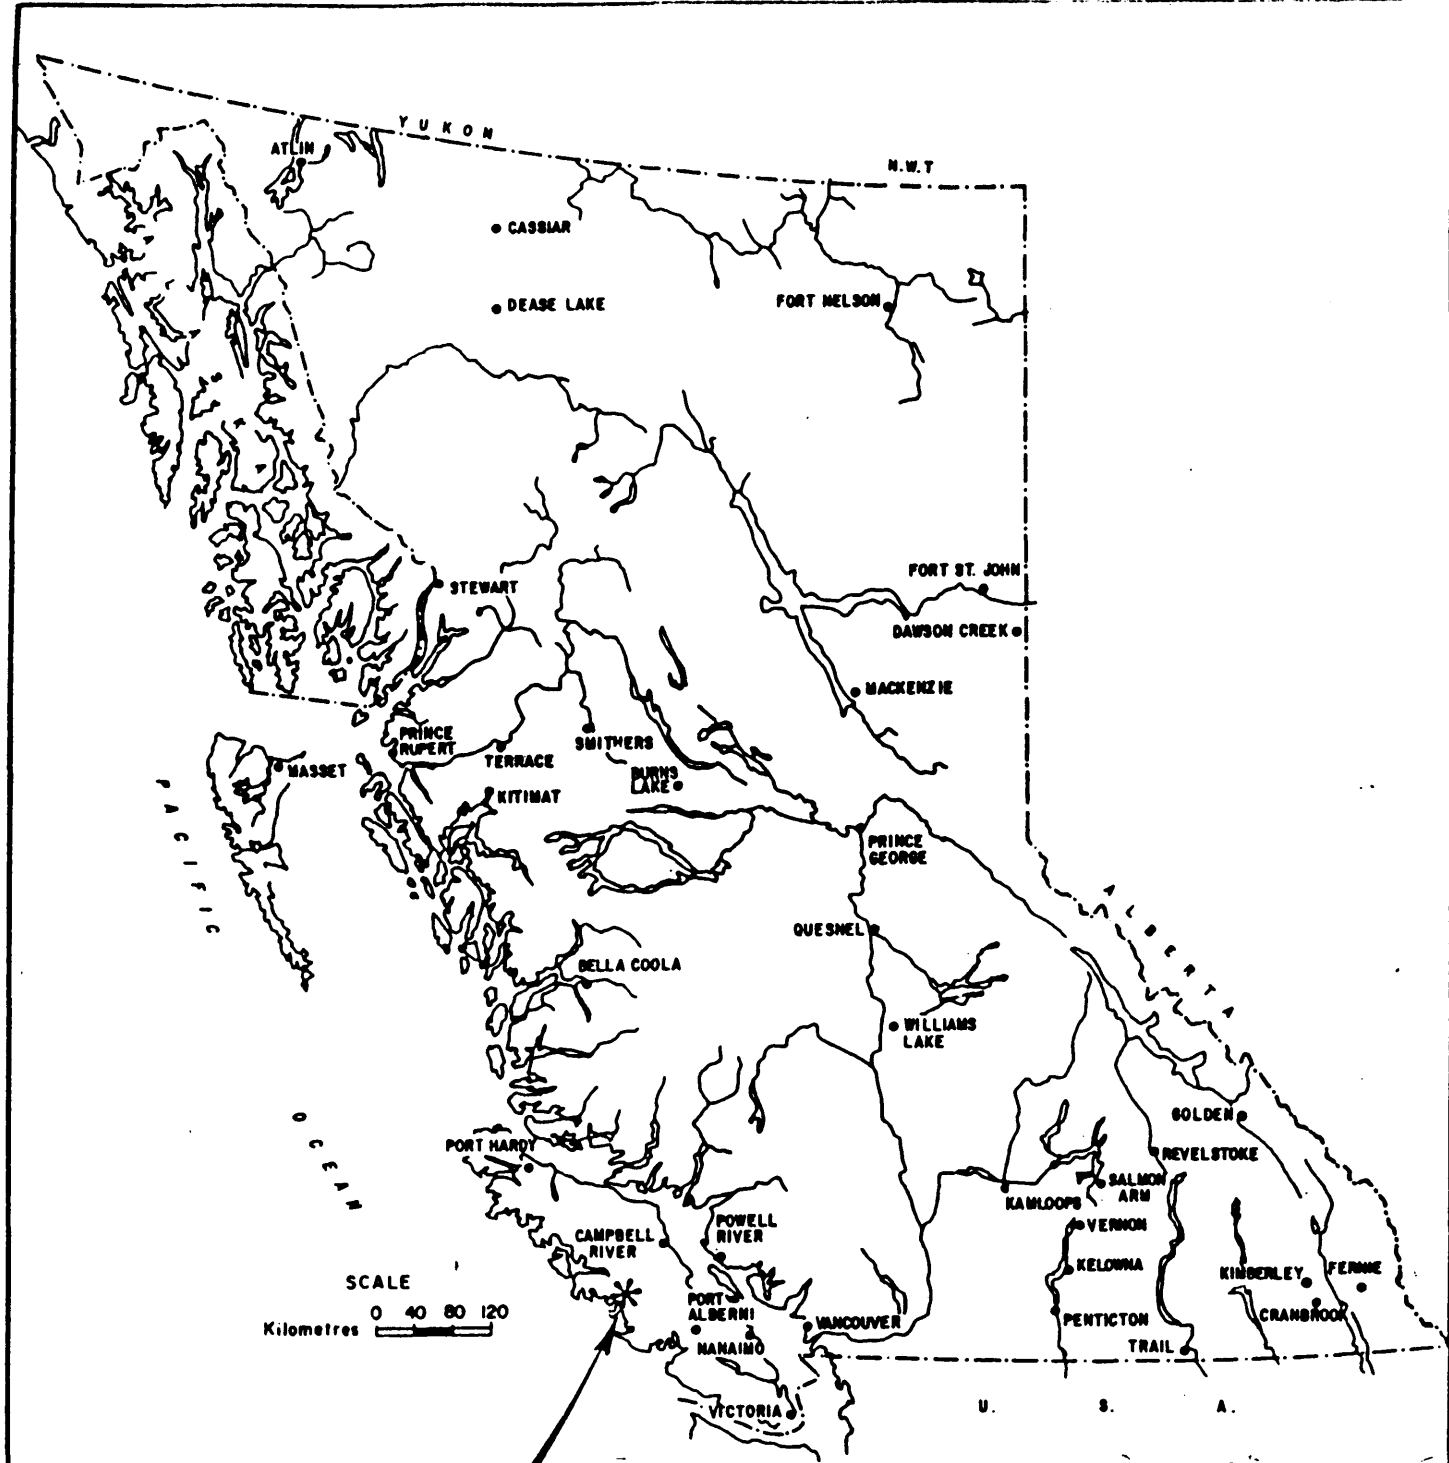 YUKON
N.W.T
ATLIN
CASSIAR
DEASE LAKE
FORT NELSON
ALASKA
STEWART
FORT ST. JOHN
DAWSON CREEK
MACKENZIE
PRINCE
RUPERT
TERRACE
SMITHERS
MASSET
BURNS
LAKE
KITIMAT
PACIFIC
PRINCE
GEORGE
ALBERTA
QUESNEL
BELLA COOLA
WILLIAMS
LAKE
OCEAN
GOLDEN
PORT HARDY
REVELSTOKE
SALMON
ARM
KAMLOOPS
POWELL
RIVER
VERNON
CAMPBELL
RIVER
KELOWNA
KIMBERLEY
FERNIE
SCALE
0 40 80 120
Kilometres
PORT
ALBERNI
CRANBROOK
PENTICTON
VANCOUVER
NANAIMO
TRAIL
VICTORIA
U. S. A.